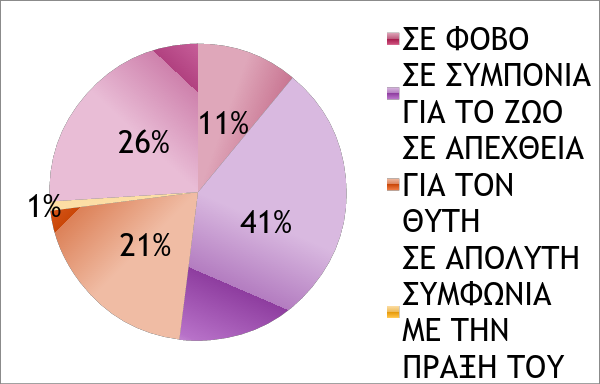 11%
41%
21%
1%
26%
ΣΕ ΦΟΒΟ
ΣΕ ΣΥΜΠΟΝΙΑ
ΓΙΑ ΤΟ ΖΩΟ
ΣΕ ΑΠΕΧΘΕΙΑ
ΓΙΑ ΤΟΝ
ΘΥΤΗ
ΣΕ ΑΠΟΛΥΤΗ
ΣΥΜΦΩΝΙΑ
ΜΕ ΤΗΝ
ΠΡΑΞΗ ΤΟΥ